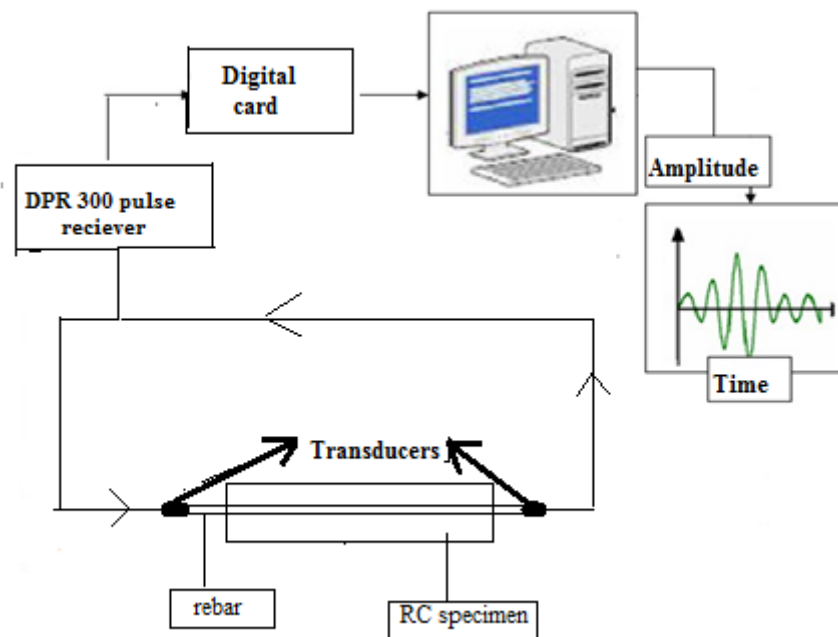 Digital
card
DPR 300 pulse
reciever
Amplitude
Time
Transducers
rebar
RC specimen